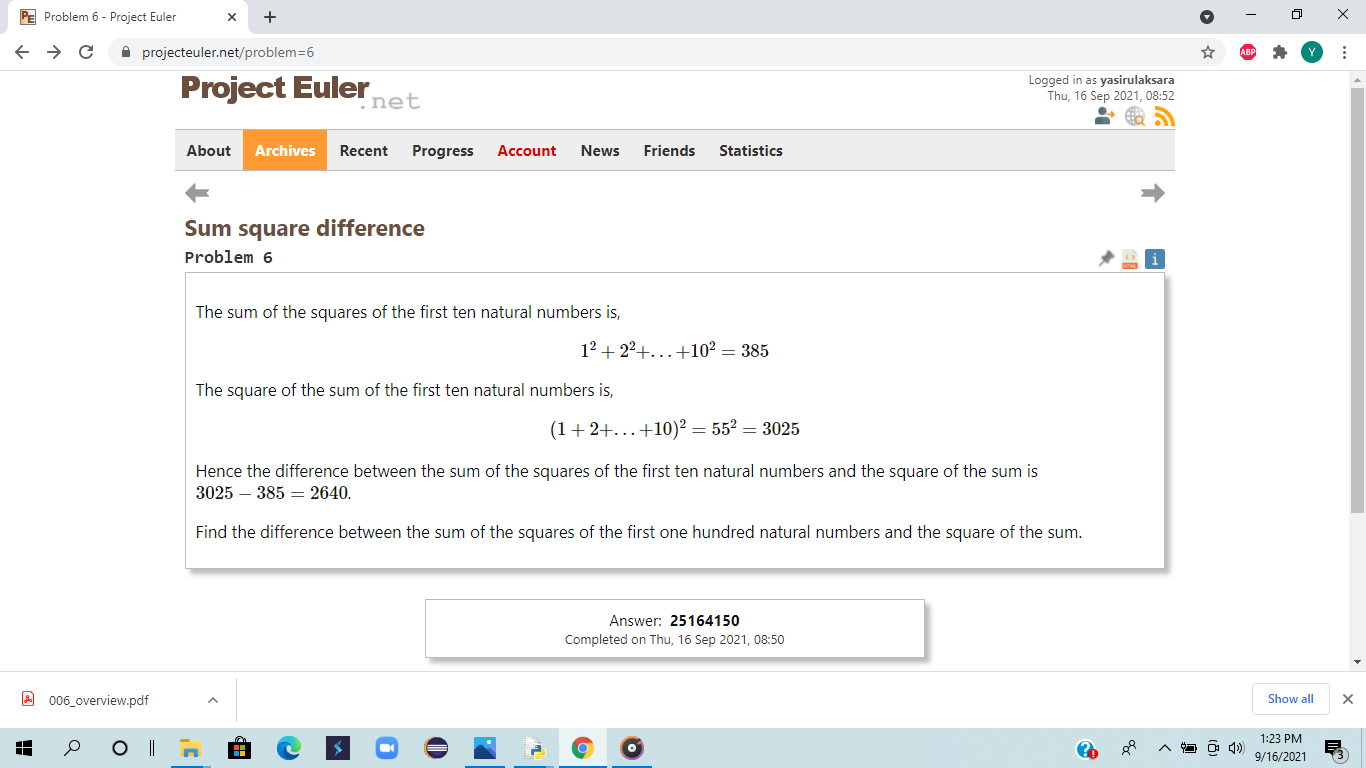 Problem 6 - Project Euler
projecteuler.net/problem=6
ABP
Y
Project Euler
.net
Logged in as yasirulaksara
Thu, 16 Sep 2021, 08:52
About Archives Recent Progress Account News Friends Statistics
Sum square difference
Problem 6
The sum of the squares of the first ten natural numbers is,
1² + 2²+…+10² = 385
The square of the sum of the first ten natural numbers is,
(1 + 2+…+10)² = 55² = 3025
Hence the difference between the sum of the squares of the first ten natural numbers and the square of the sum is
3025 − 385 = 2640.
Find the difference between the sum of the squares of the first one hundred natural numbers and the square of the sum.
Answer: 25164150
Completed on Thu, 16 Sep 2021, 08:50
006_overview.pdf
Show all
1:23 PM
9/16/2021
3